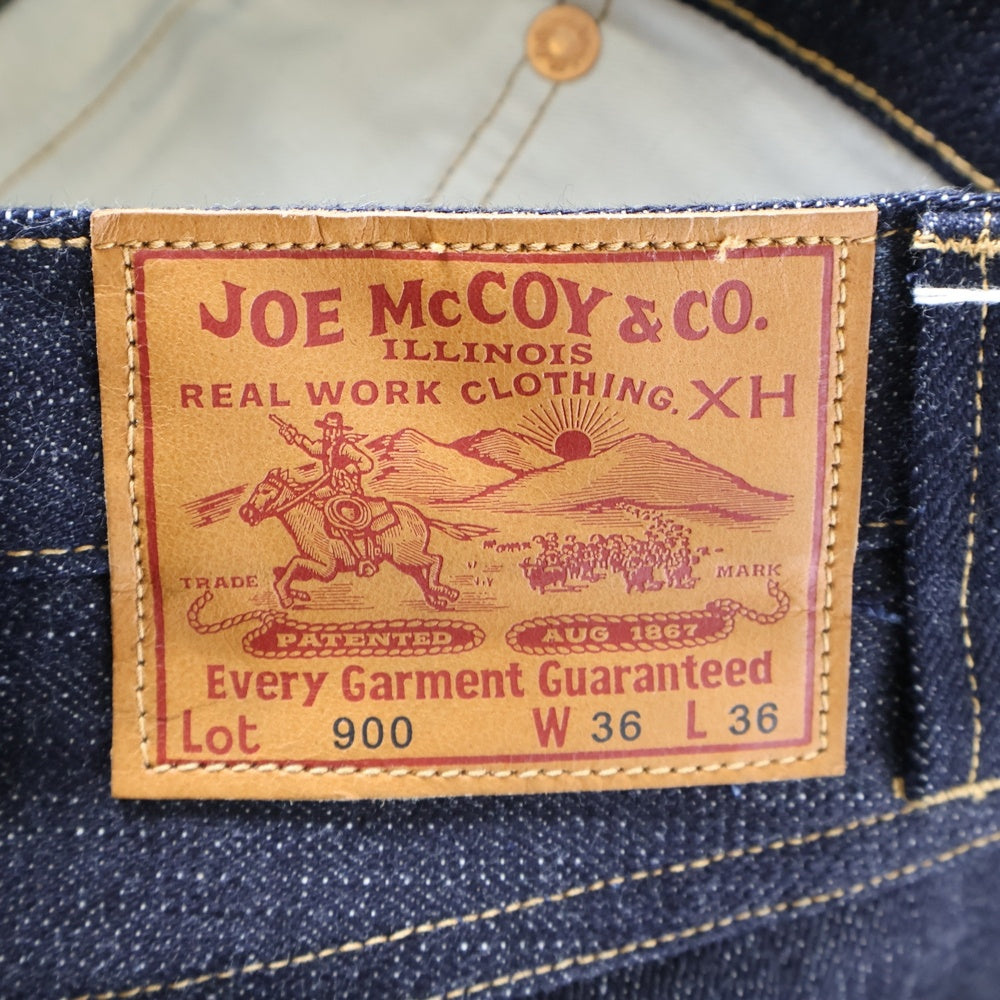 JOE McCOY & CO.
ILLINOIS
REAL WORK CLOTHING. XH
TRADE MARK
PATENTED AUG 1867
Every Garment Guaranteed
Lot 900 W 36 L 36